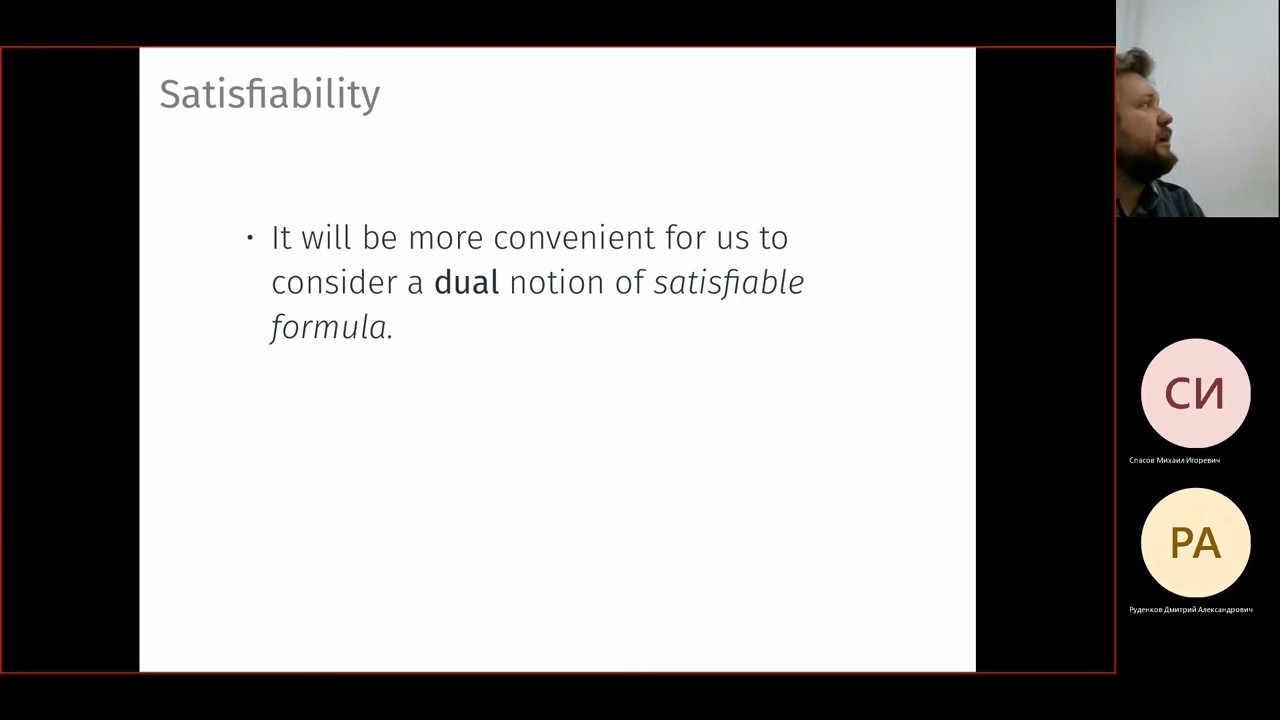 Satisfiability
• It will be more convenient for us to
consider a dual notion of satisfiable
formula.
СИ
Спасов Михаил Игоревич
РА
Руденков Дмитрий Александрович